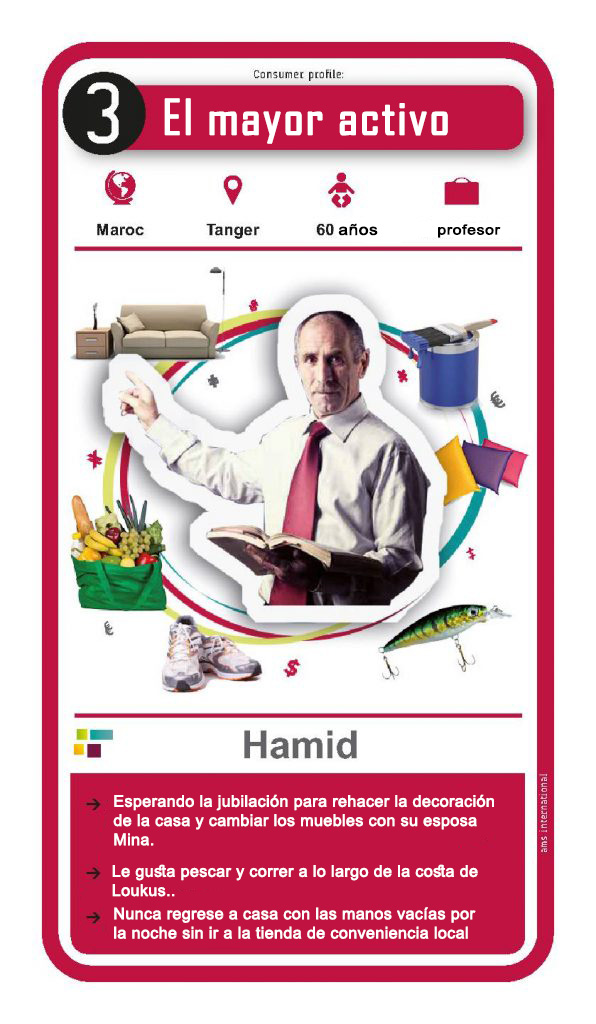 Consumer profile:
3 El mayor activo
Maroc Tanger 60 años profesor
Hamid
Esperando la jubilación para rehacer la decoración
de la casa y cambiar los muebles con su esposa
Mina.
Le gusta pescar y correr a lo largo de la costa de
Loukus..
Nunca regrese a casa con las manos vacías por
la noche sin ir a la tienda de conveniencia local
ams international